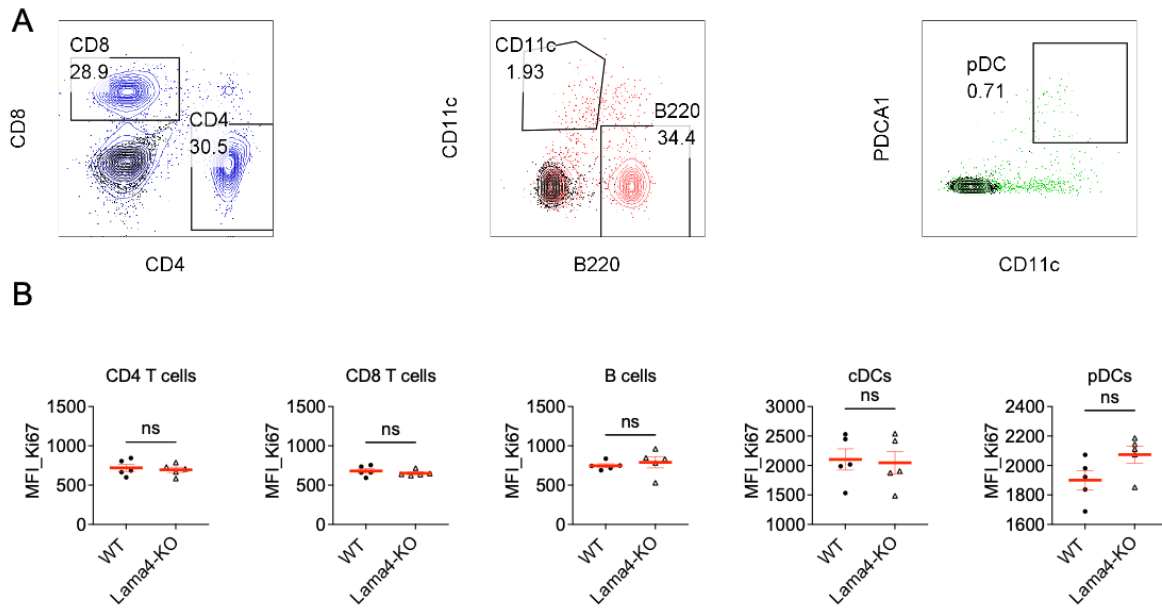 A
CD8
28.9
CD4
30.5
CD8
CD4
CD11c
1.93
B220
34.4
CD11c
B220
pDC
0.71
PDCA1
CD11c
B
CD4 T cells
ns
MFI_Ki67
1500
1000
500
0
WT
Lama4-KO
CD8 T cells
ns
MFI_Ki67
1500
1000
500
0
WT
Lama4-KO
B cells
ns
MFI_Ki67
1500
1000
500
0
WT
Lama4-KO
cDCs
ns
MFI_Ki67
3000
2500
2000
1500
1000
WT
Lama4-KO
pDCs
ns
MFI_Ki67
2400
2200
2000
1800
1600
WT
Lama4-KO